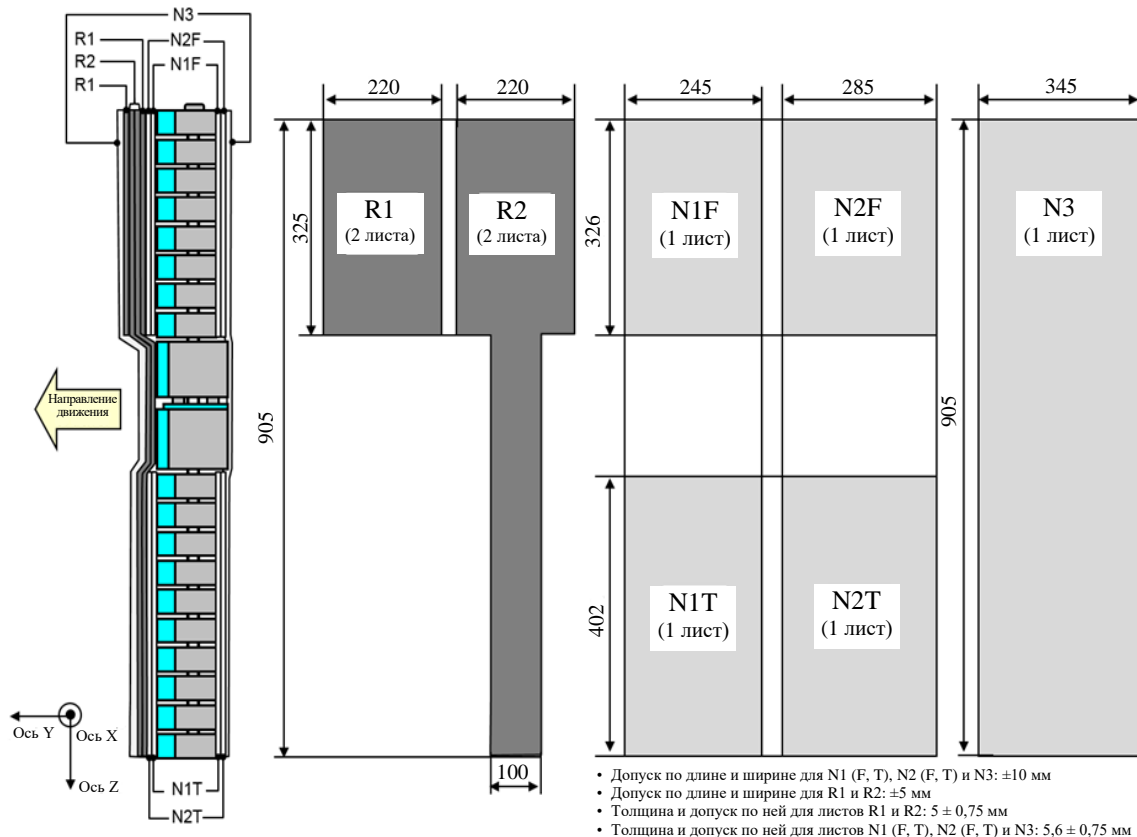 N3
R1
N2F
R2
N1F
R1
220
220
245
285
345
325
R1
(2 листа)
R2
(2 листа)
326
N1F
(1 лист)
N2F
(1 лист)
N3
(1 лист)
Направление
движения
905
905
402
N1T
(1 лист)
N2T
(1 лист)
Ось Y
Ось X
Ось Z
N1T
N2T
100
• Допуск по длине и ширине для N1 (F, T), N2 (F, T) и N3: ±10 мм
• Допуск по длине и ширине для R1 и R2: ±5 мм
• Толщина и допуск по ней для листов R1 и R2: 5 ± 0,75 мм
• Толщина и допуск по ней для листов N1 (F, T), N2 (F, T) и N3: 5,6 ± 0,75 мм